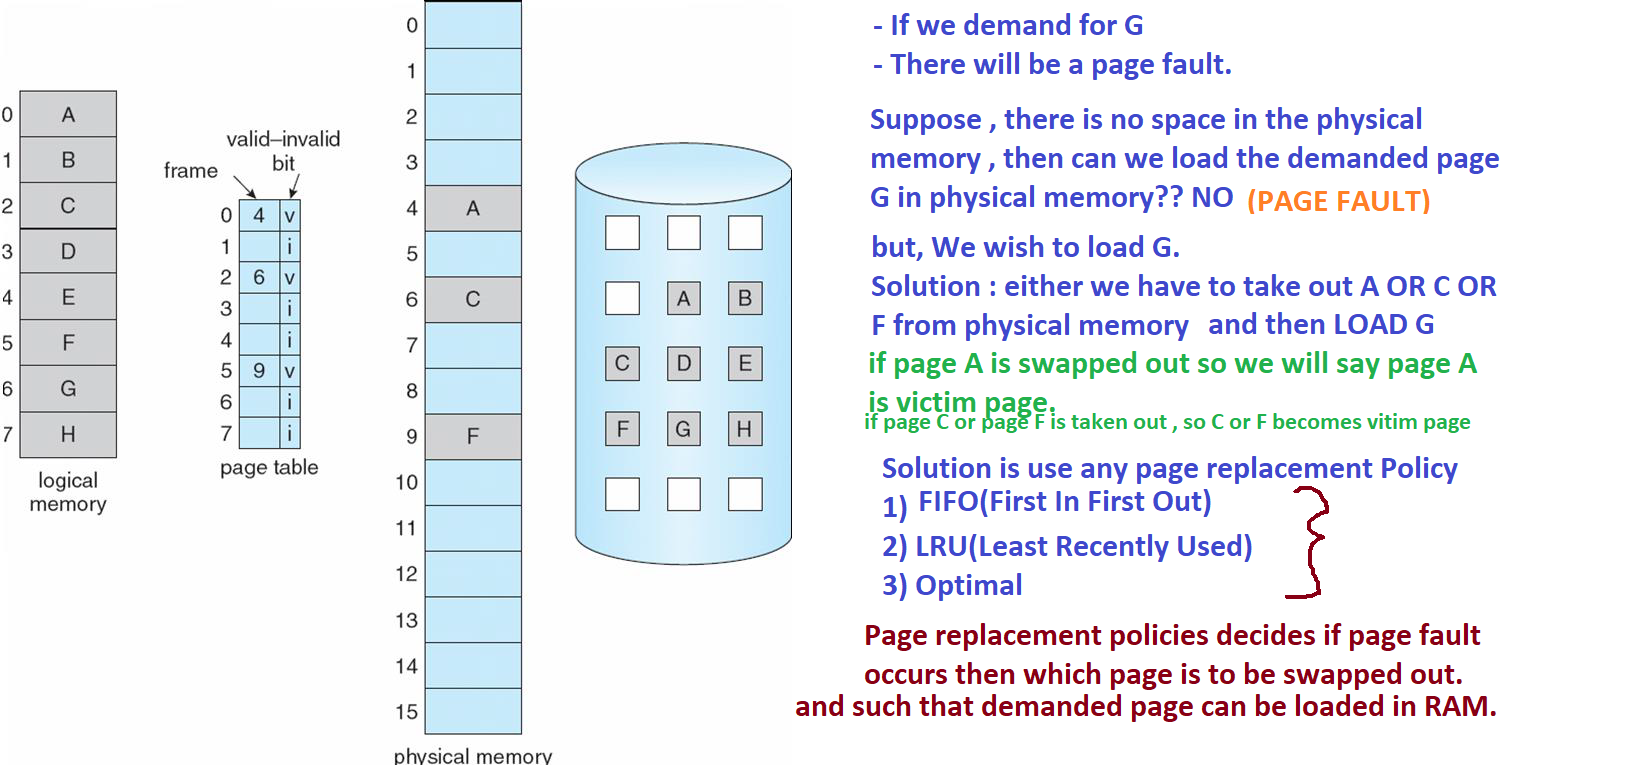 0 A
1 B
2 C
3 D
4 E
5 F
6 G
7 H
logical
memory
valid–invalid
bit
frame
0 4 v
1 i
2 6 v
3 i
4 i
5 9 v
6 i
7 i
page table
0
1
2
3
4 A
5
6 C
7
8
9 F
10
11
12
13
14
15
physical memory
A B
C D E
F G H
- If we demand for G
- There will be a page fault.
Suppose , there is no space in the physical
memory , then can we load the demanded page
G in physical memory?? NO (PAGE FAULT)
but, We wish to load G.
Solution : either we have to take out A OR C OR
F from physical memory and then LOAD G
if page A is swapped out so we will say page A
is victim page.
if page C or page F is taken out , so C or F becomes vitim page
Solution is use any page replacement Policy
1) FIFO(First In First Out)
2) LRU(Least Recently Used)
3) Optimal
Page replacement policies decides if page fault
occurs then which page is to be swapped out.
and such that demanded page can be loaded in RAM.